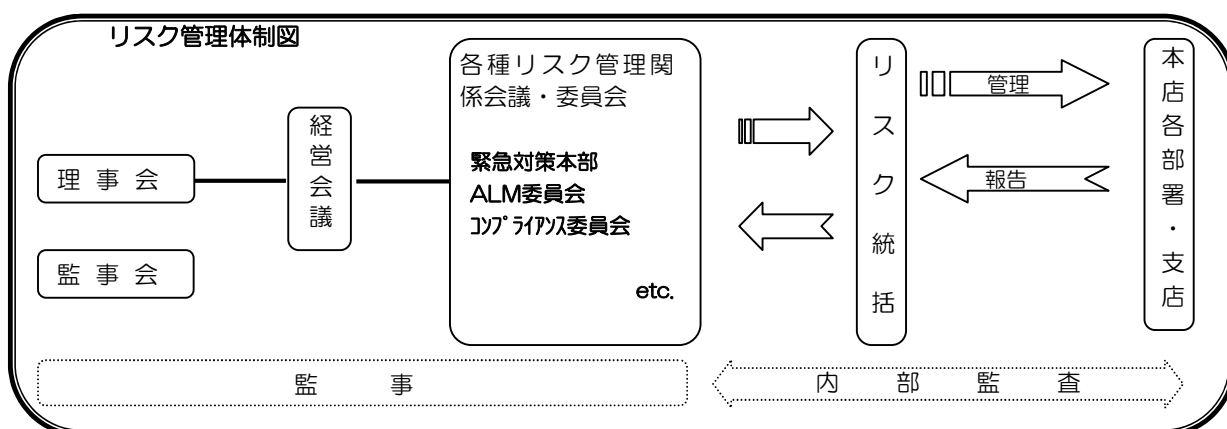 リスク管理体制図
各種リスク管理関
係会議・委員会
緊急対策本部
ALM委員会
ｺﾝﾌﾟﾗｲｱﾝｽ委員会
etc.
理事会
監事会
経営会議
リスク統括
管理
報告
本店各部署・支店
監事
内部監査